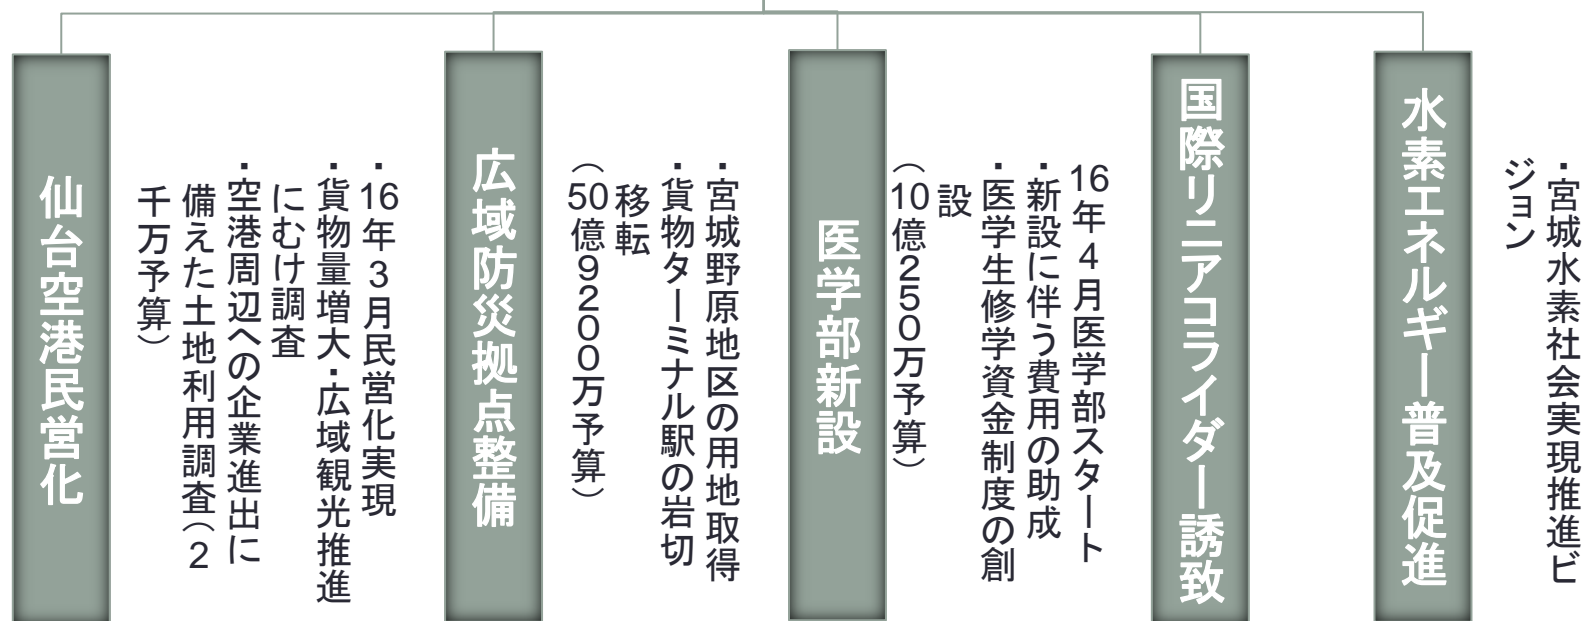 仙台空港民営化
・16年3月民営化実現
・貨物量増大・広域観光推進
にむけ調査
・空港周辺への企業進出に
備えた土地利用調査（2
千万予算）
広域防災拠点整備
・宮城野原地区の用地取得
・貨物ターミナル駅の岩切
移転
（50億9200万予算）
医学部新設
16年4月医学部スタート
・新設に伴う費用の助成
・医学生修学資金制度の創
設
（10億250万予算）
国際リニアコライダー誘致
水素エネルギー普及促進
・宮城水素社会実現推進ビ
ジョン